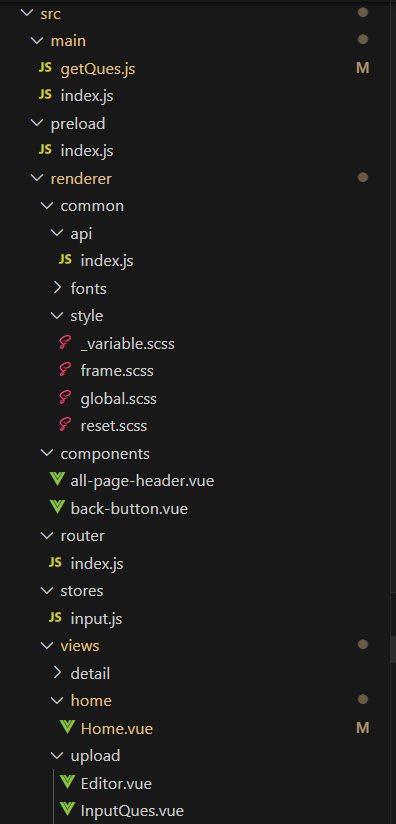 src
main
JS getQues.js M
JS index.js
preload
JS index.js
renderer
common
api
JS index.js
fonts
style
_variable.scss
frame.scss
global.scss
reset.scss
components
all-page-header.vue
back-button.vue
router
JS index.js
stores
JS input.js
views
detail
home
Home.vue M
upload
Editor.vue
InputQues.vue